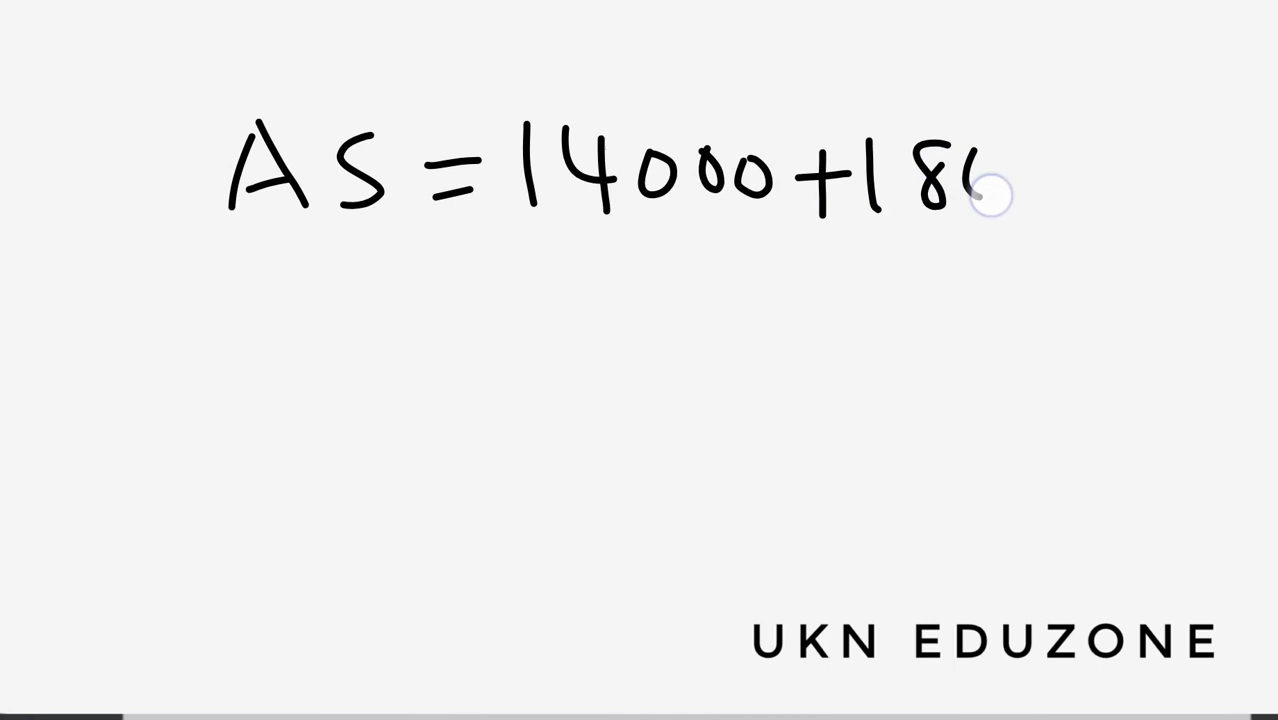 AS = 14000 + 18
UKN EDUZONE